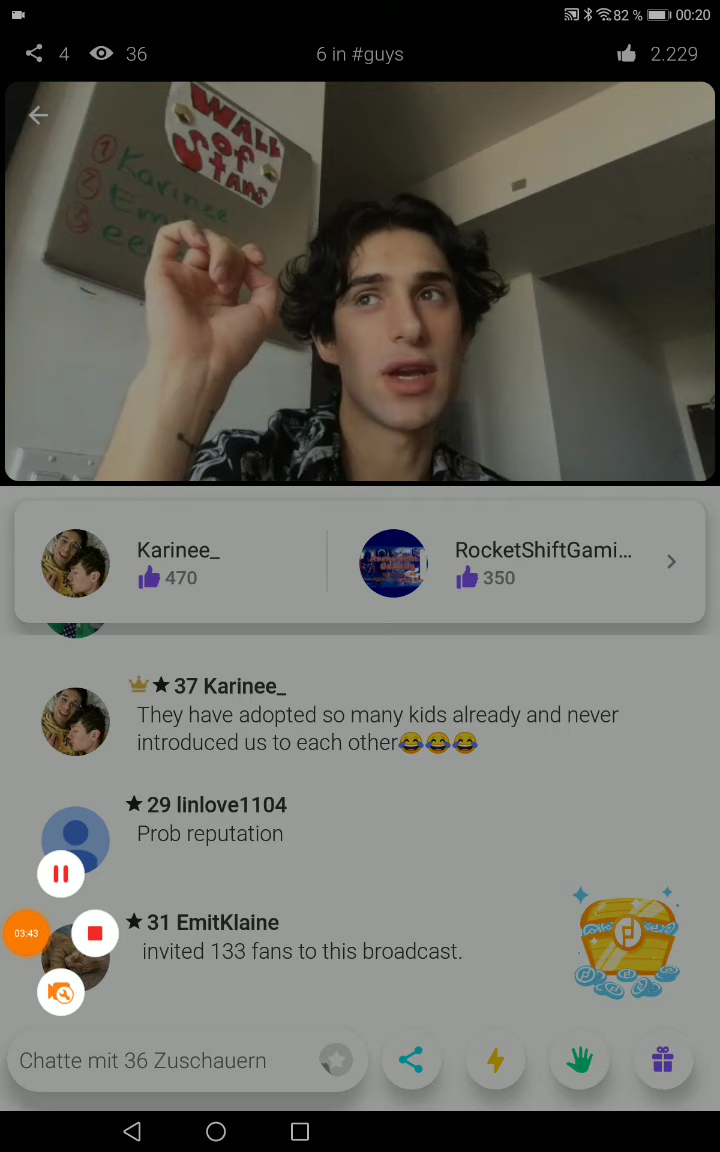 82 % 00:20
4 36 6 in #guys 2.229
WALL
of
STANS
1 Karinee
2 Em
3 ee
Karinee_ RocketShiftGami...
470 350
37 Karinee_
They have adopted so many kids already and never
introduced us to each other😂😂😂
29 linlove1104
Prob reputation
03:43
31 EmitKlaine
invited 133 fans to this broadcast.
Chatte mit 36 Zuschauern